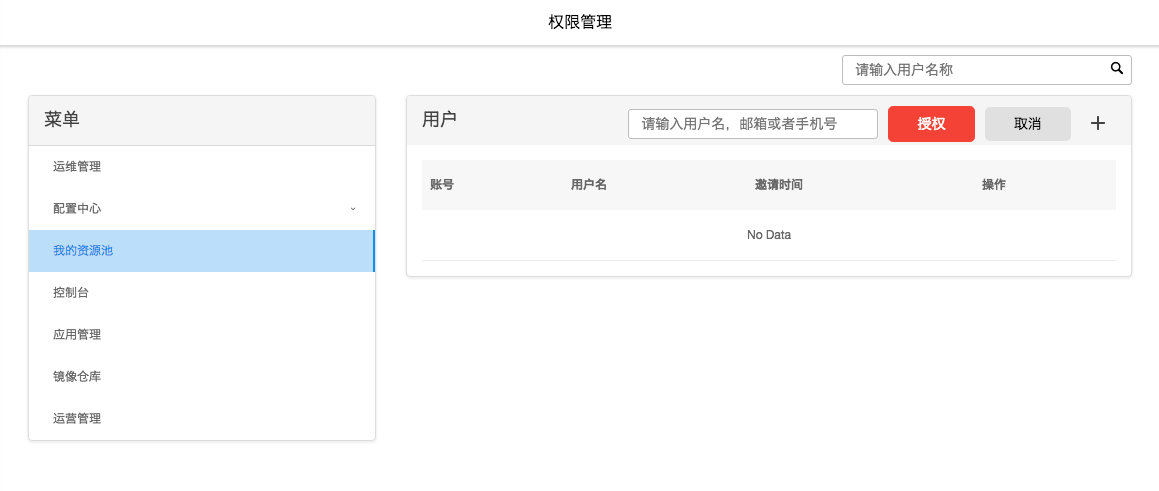 权限管理
请输入用户名称
菜单
运维管理
配置中心
我的资源池
控制台
应用管理
镜像仓库
运营管理
用户
请输入用户名，邮箱或者手机号
授权
取消
账号 用户名 邀请时间 操作
No Data